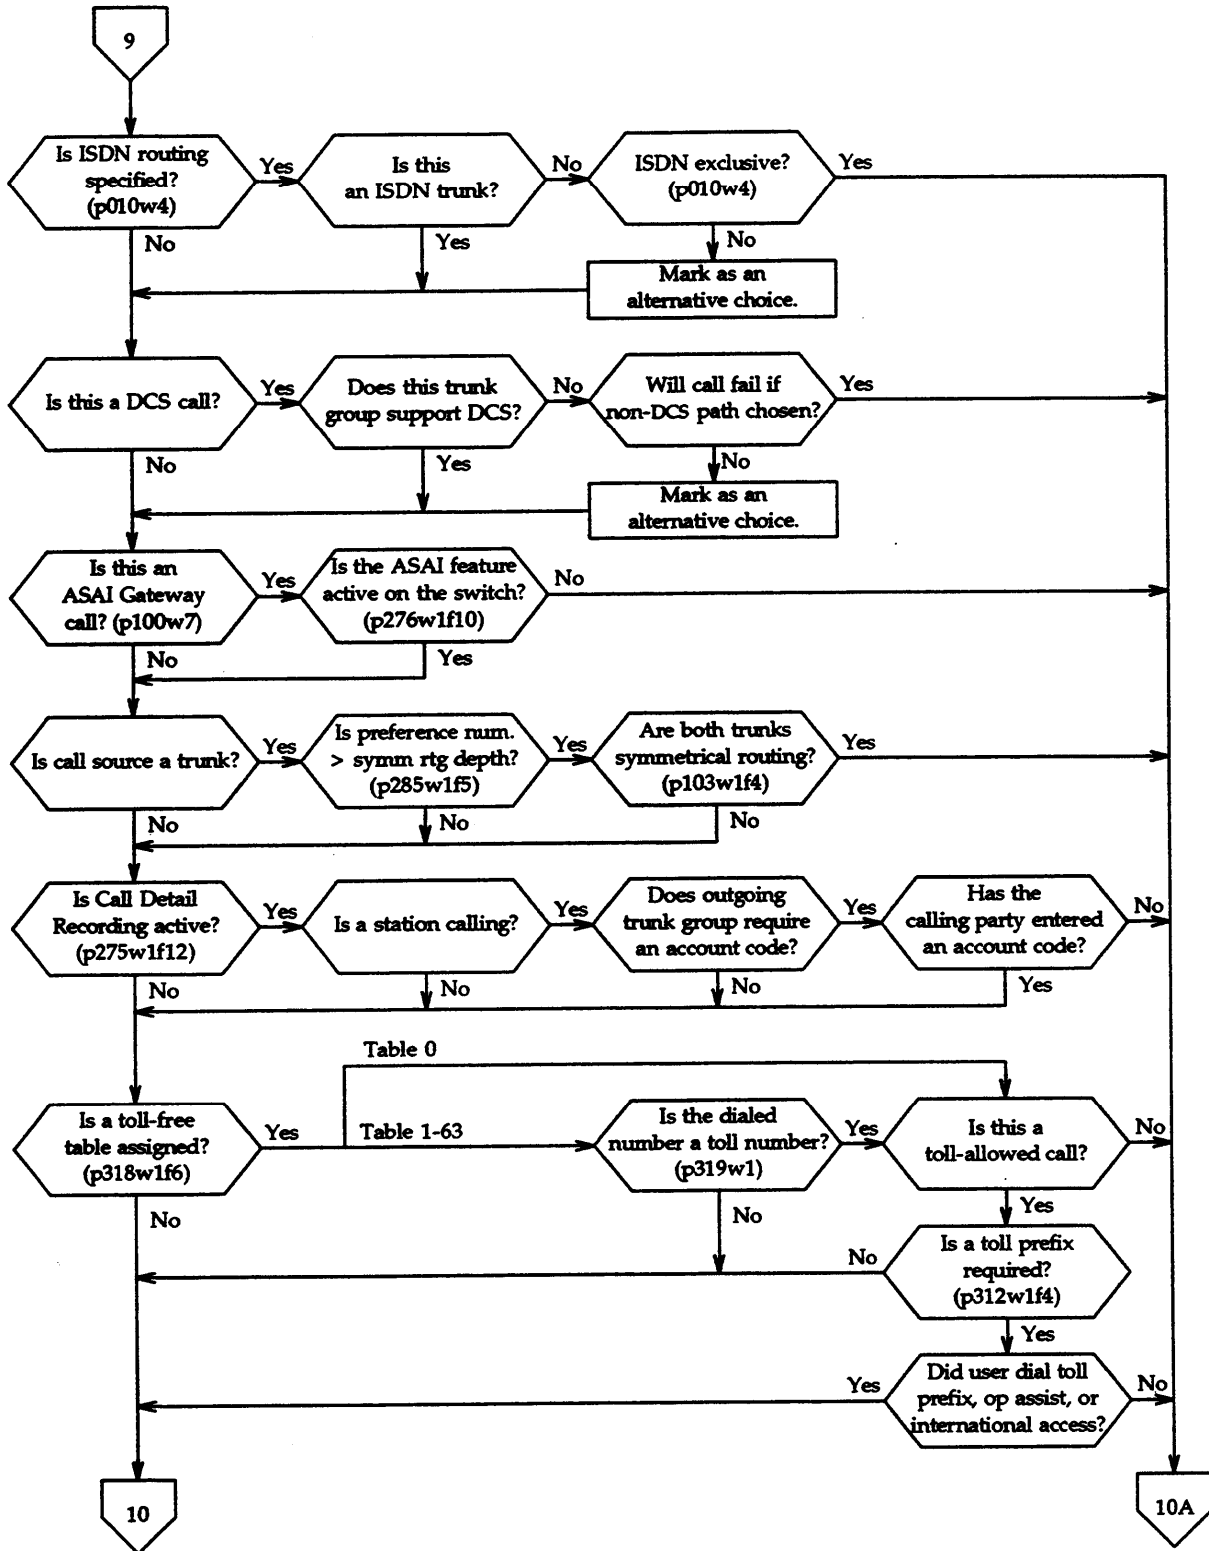 9
Is ISDN routing
specified?
(p010w4)
Yes
Is this
an ISDN trunk?
No
ISDN exclusive?
(p010w4)
Yes
No
Yes
No
Mark as an
alternative choice.
Is this a DCS call?
Yes
Does this trunk
group support DCS?
No
Will call fail if
non-DCS path chosen?
Yes
No
Yes
No
Mark as an
alternative choice.
Is this an
ASAI Gateway
call? (p100w7)
Yes
Is the ASAI feature
active on the switch?
(p276w1f10)
No
No
Yes
Is call source a trunk?
Yes
Is preference num.
> symm rtg depth?
(p285w1f5)
Yes
Are both trunks
symmetrical routing?
(p103w1f4)
Yes
No
No
No
Is Call Detail
Recording active?
(p275w1f12)
Yes
Is a station calling?
Yes
Does outgoing
trunk group require
an account code?
Yes
Has the
calling party entered
an account code?
No
No
No
No
Yes
Table 0
Is a toll-free
table assigned?
(p318w1f6)
Yes
Table 1-63
Is the dialed
number a toll number?
(p319w1)
Yes
Is this a
toll-allowed call?
No
No
No
Yes
Is a toll prefix
required?
(p312w1f4)
No
Yes
Did user dial toll
prefix, op assist, or
international access?
Yes
No
10
10A